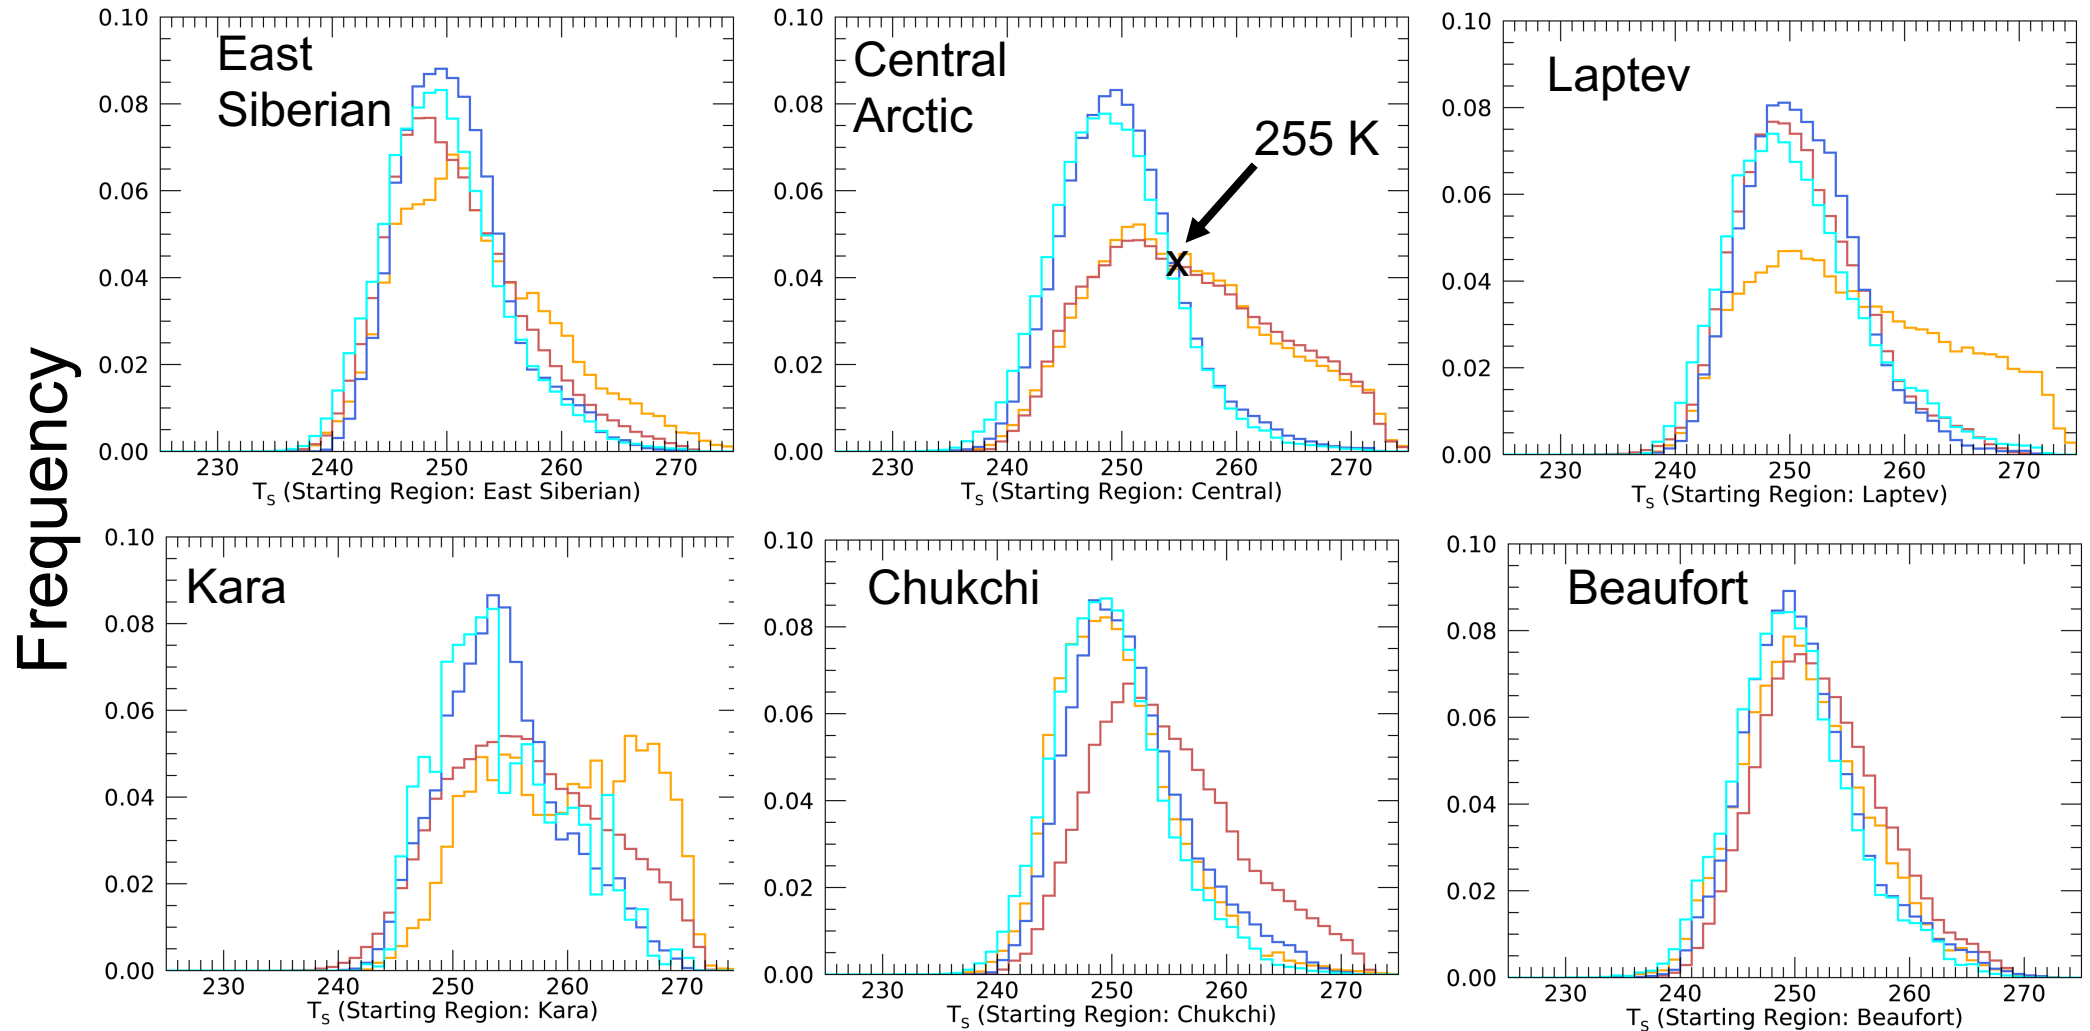 Frequency
East
Siberian
0.10
0.08
0.06
0.04
0.02
0.00
230 240 250 260 270
T_S (Starting Region: East Siberian)
Central
Arctic
255 K
X
0.10
0.08
0.06
0.04
0.02
0.00
230 240 250 260 270
T_S (Starting Region: Central)
Laptev
0.10
0.08
0.06
0.04
0.02
0.00
230 240 250 260 270
T_S (Starting Region: Laptev)
Kara
0.10
0.08
0.06
0.04
0.02
0.00
230 240 250 260 270
T_S (Starting Region: Kara)
Chukchi
0.10
0.08
0.06
0.04
0.02
0.00
230 240 250 260 270
T_S (Starting Region: Chukchi)
Beaufort
0.10
0.08
0.06
0.04
0.02
0.00
230 240 250 260 270
T_S (Starting Region: Beaufort)